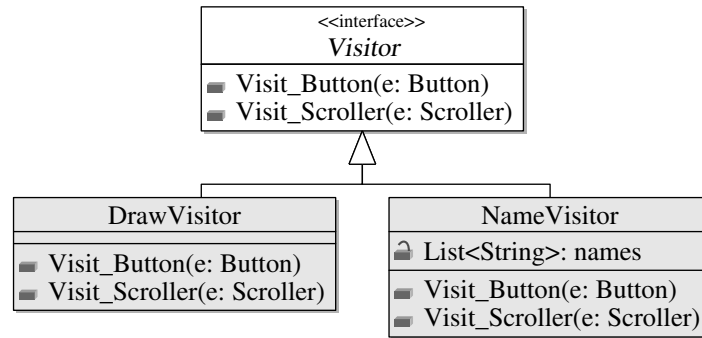 <<interface>>
Visitor
Visit_Button(e: Button)
Visit_Scroller(e: Scroller)
DrawVisitor
Visit_Button(e: Button)
Visit_Scroller(e: Scroller)
NameVisitor
List<String>: names
Visit_Button(e: Button)
Visit_Scroller(e: Scroller)